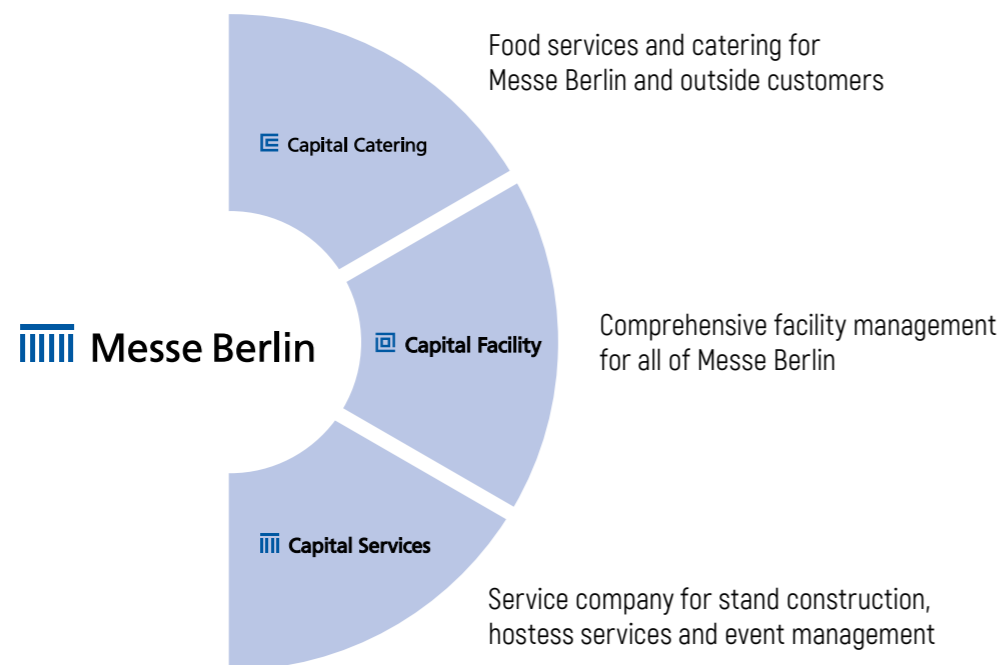 Food services and catering for
Messe Berlin and outside customers
Capital Catering
Messe Berlin
Capital Facility
Comprehensive facility management
for all of Messe Berlin
Capital Services
Service company for stand construction,
hostess services and event management